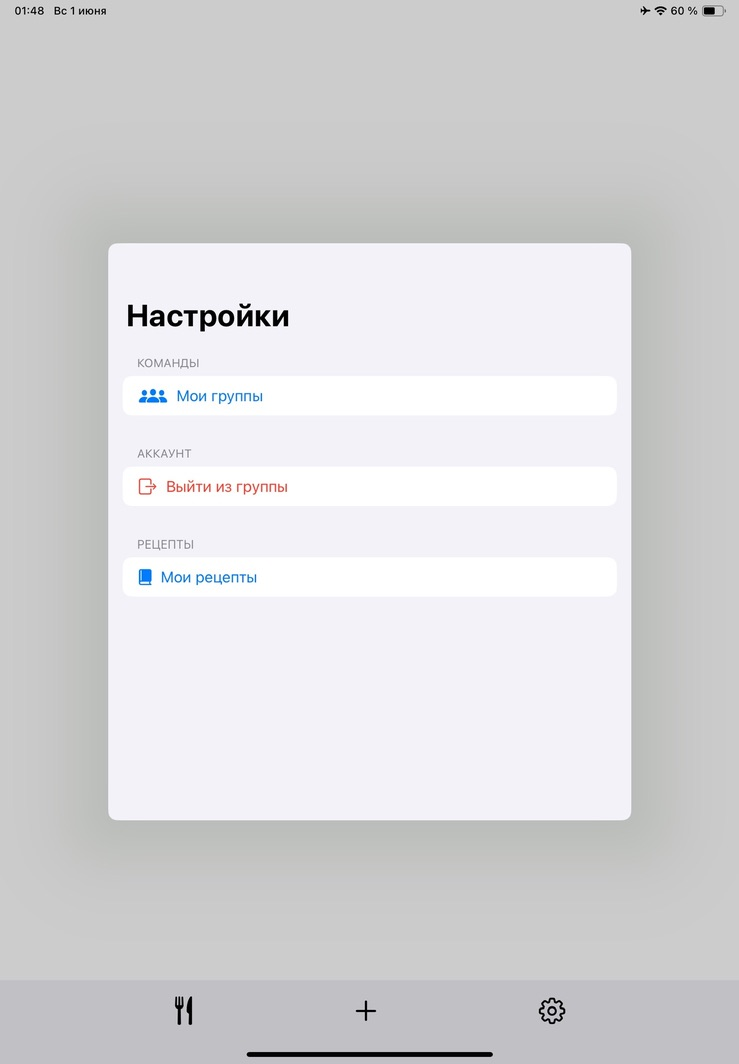 01:48 Вс 1 июня 60 %
Настройки
КОМАНДЫ
Мои группы
АККАУНТ
Выйти из группы
РЕЦЕПТЫ
Мои рецепты